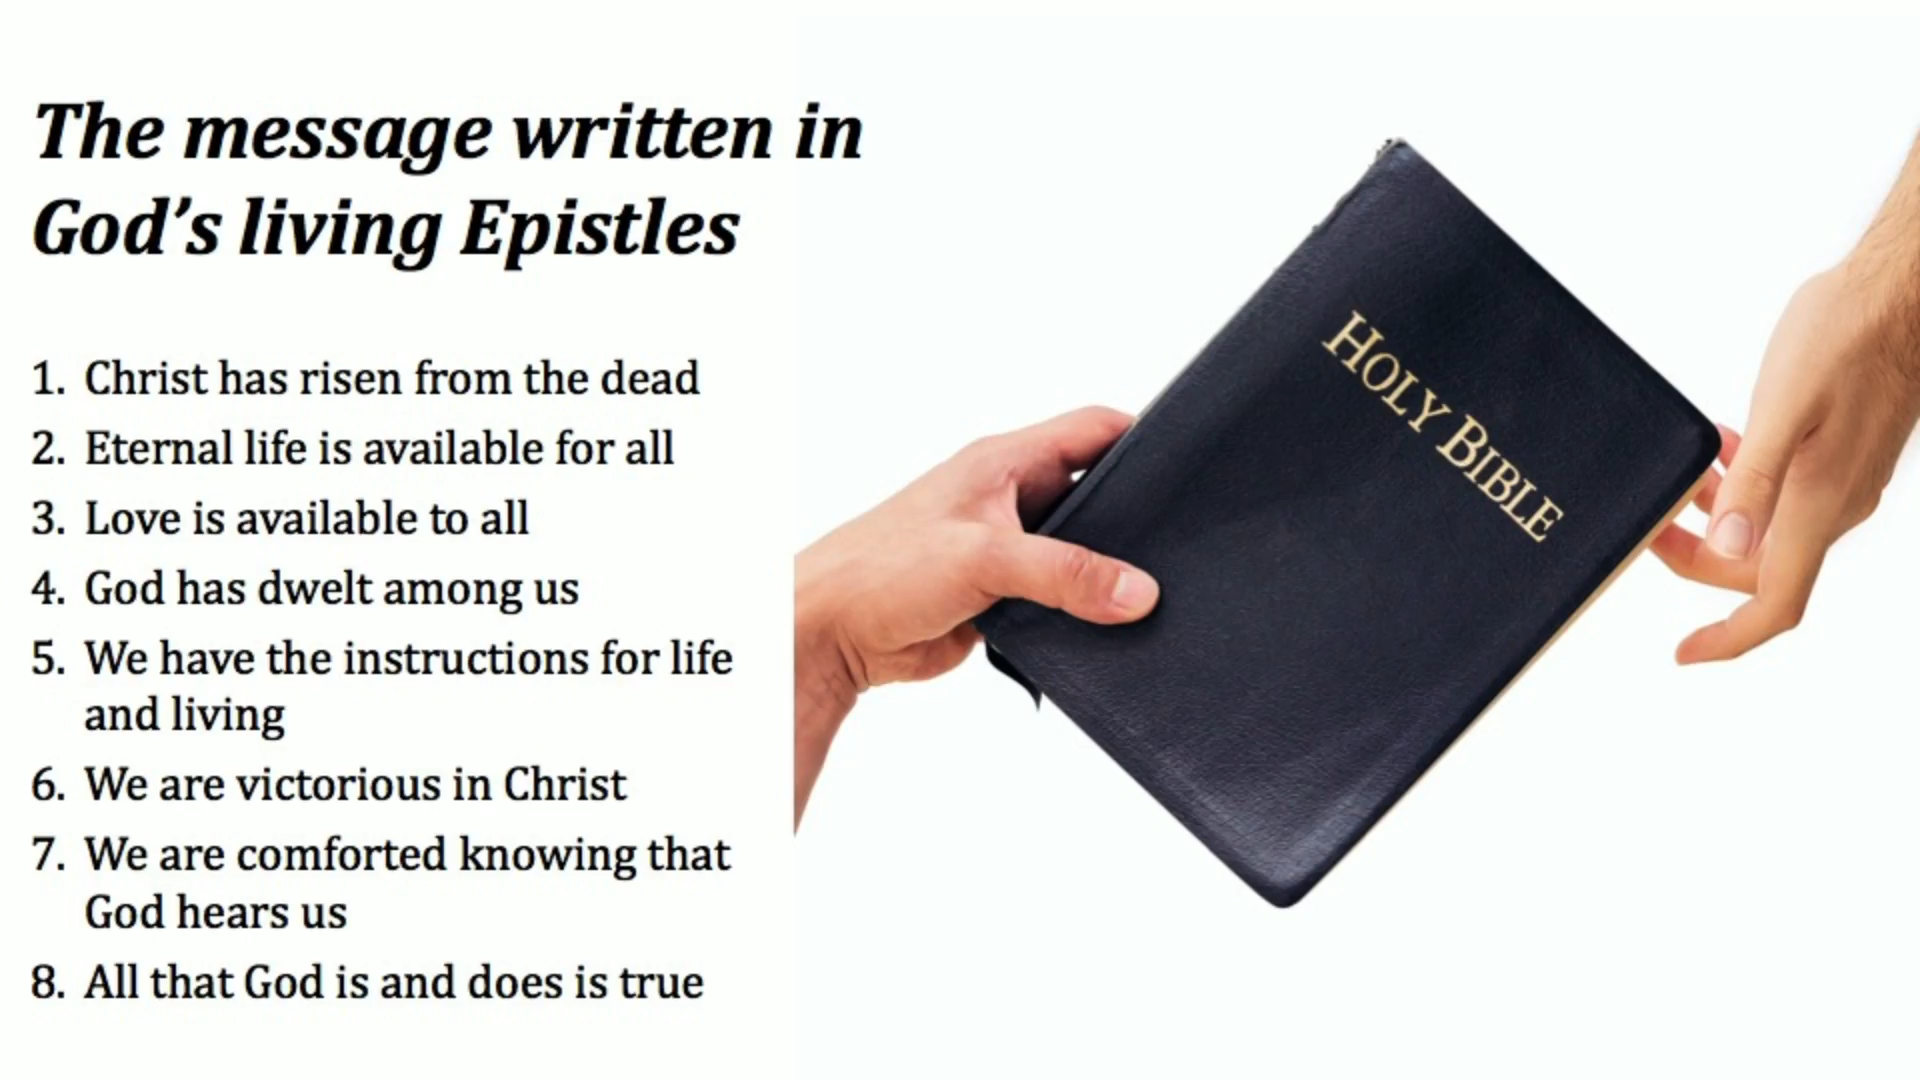 The message written in
God's living Epistles
1. Christ has risen from the dead
2. Eternal life is available for all
3. Love is available to all
4. God has dwelt among us
5. We have the instructions for life
and living
6. We are victorious in Christ
7. We are comforted knowing that
God hears us
8. All that God is and does is true
HOLY BIBLE